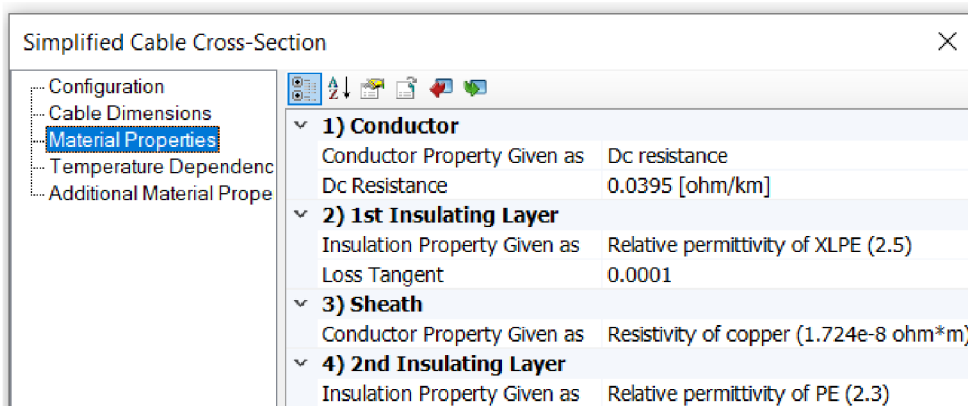 Simplified Cable Cross-Section
Configuration
Cable Dimensions
Material Properties
Temperature Dependenc
Additional Material Prope
1) Conductor
Conductor Property Given as Dc resistance
Dc Resistance 0.0395 [ohm/km]
2) 1st Insulating Layer
Insulation Property Given as Relative permittivity of XLPE (2.5)
Loss Tangent 0.0001
3) Sheath
Conductor Property Given as Resistivity of copper (1.724e-8 ohm*m)
4) 2nd Insulating Layer
Insulation Property Given as Relative permittivity of PE (2.3)